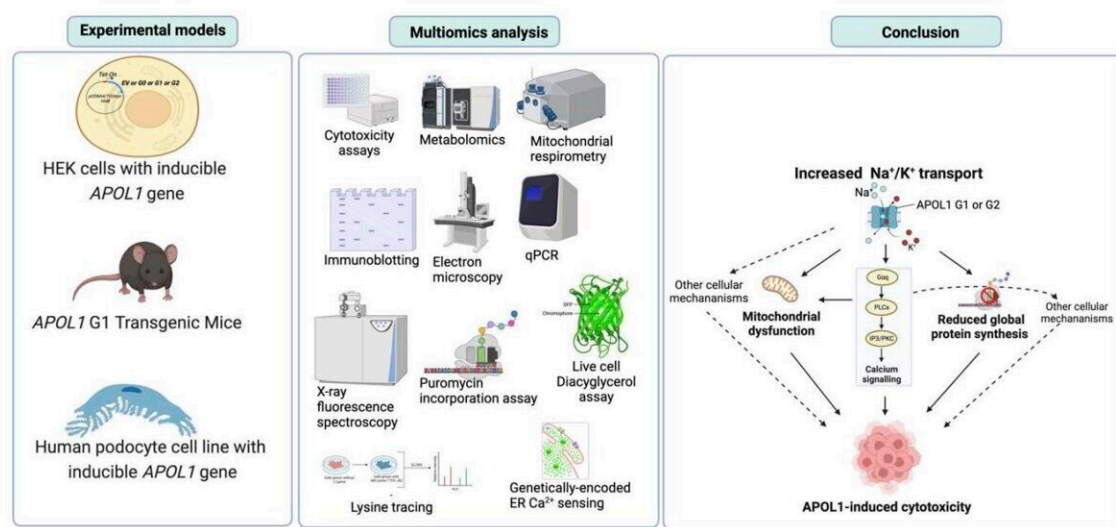 Experimental models
Tet-On
EV or G0 or G1 or G2
HEK cells with inducible
APOL1 gene
APOL1 G1 Transgenic Mice
Human podocyte cell line with
inducible APOL1 gene
Multiomics analysis
Cytotoxicity
assays
Metabolomics
Mitochondrial
respirometry
Immunoblotting
Electron
microscopy
qPCR
X-ray
fluorescence
spectroscopy
Puromycin
incorporation assay
GFP
Chromophore
Live cell
Diacyglycerol
assay
Lysine tracing
Genetically-encoded
ER Ca²⁺ sensing
Conclusion
Increased Na⁺/K⁺ transport
Na⁺
APOL1 G1 or G2
K⁺
Other cellular
mechananisms
Mitochondrial
dysfunction
Gαq
PLCa
IP3/PKC
Calcium
signalling
Reduced global
protein synthesis
Other cellular
mechananisms
APOL1-induced cytotoxicity